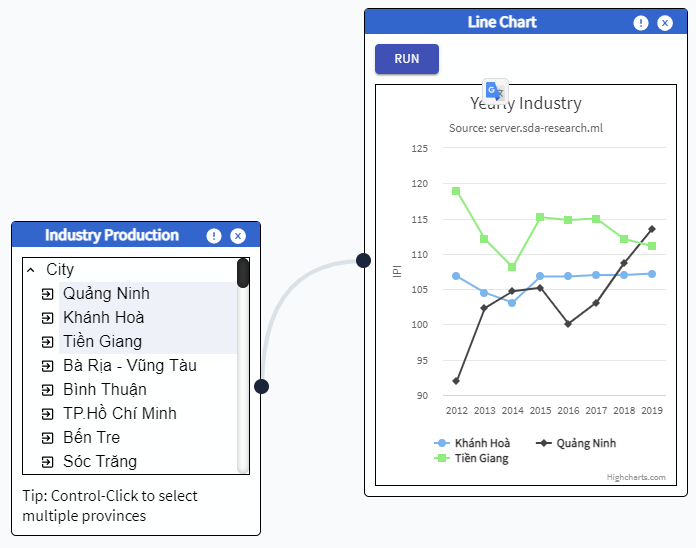 Line Chart
RUN
Yearly Industry
Source: server.sda-research.ml
125
120
115
110
105
100
95
90
IPI
2012 2013 2014 2015 2016 2017 2018 2019
Khánh Hoà Quảng Ninh
Tiền Giang
Highcharts.com
Industry Production
City
Quảng Ninh
Khánh Hoà
Tiền Giang
Bà Rịa - Vũng Tàu
Bình Thuận
TP.Hồ Chí Minh
Bến Tre
Sóc Trăng
Tip: Control-Click to select
multiple provinces